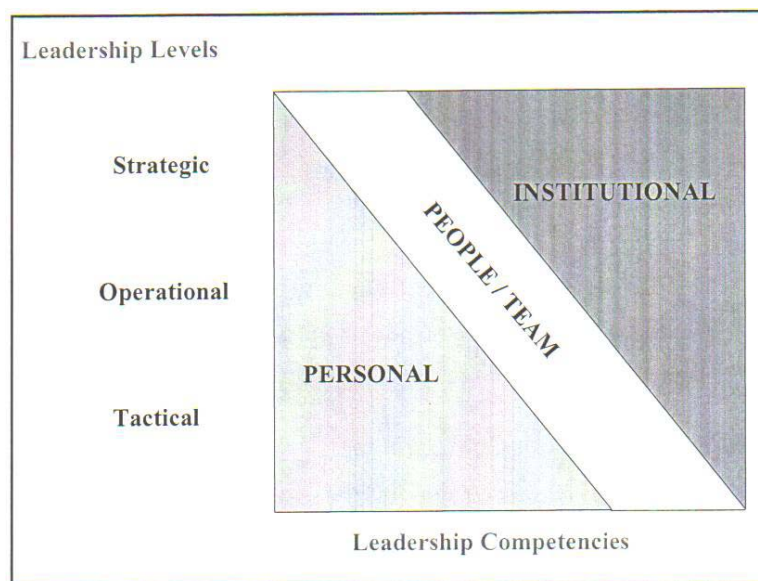 Leadership Levels
Strategic
INSTITUTIONAL
PEOPLE / TEAM
Operational
PERSONAL
Tactical
Leadership Competencies